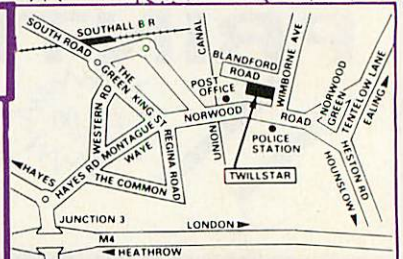 SOUTHALL B R
SOUTH ROAD
CANAL
BLANDFORD
ROAD
WIMBORNE AVE
THE
GREEN
KING ST
POST
OFFICE
NORWOOD
GREEN
TENTELOW LANE
EALING
WESTERN RD
NORWOOD
ROAD
MONTAGUE
WAYE
REGINA ROAD
UNION
POLICE
STATION
HESTON RD
HOUNSLOW
HAYES
HAYES RD
THE COMMON
TWILLSTAR
JUNCTION 3
LONDON
M4
HEATHROW